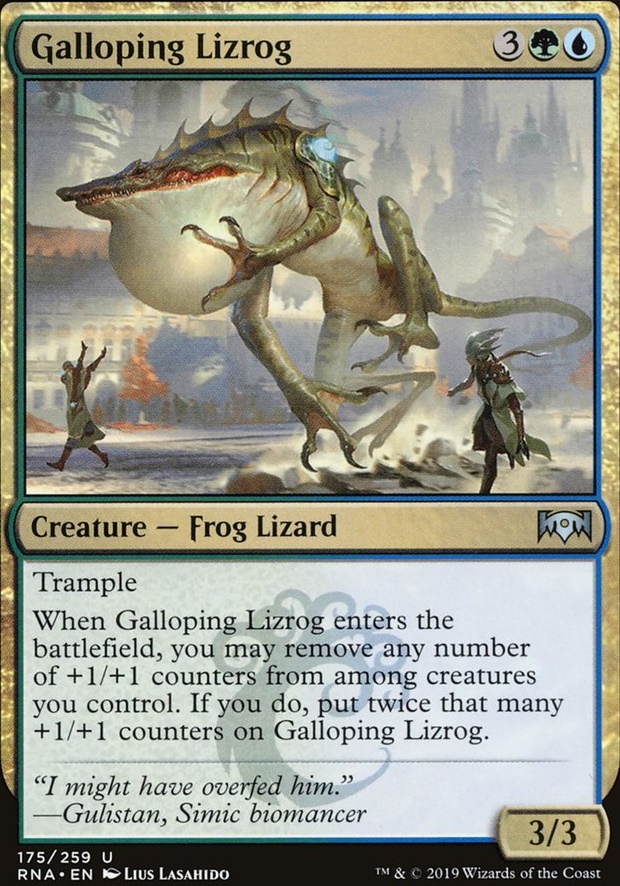 Galloping Lizrog 3
Creature — Frog Lizard
Trample
When Galloping Lizrog enters the
battlefield, you may remove any number
of +1/+1 counters from among creatures
you control. If you do, put twice that many
+1/+1 counters on Galloping Lizrog.
“I might have overfed him.”
—Gulistan, Simic biomancer
3/3
175/259 U
RNA • EN Lius Lasahido
™ & © 2019 Wizards of the Coast